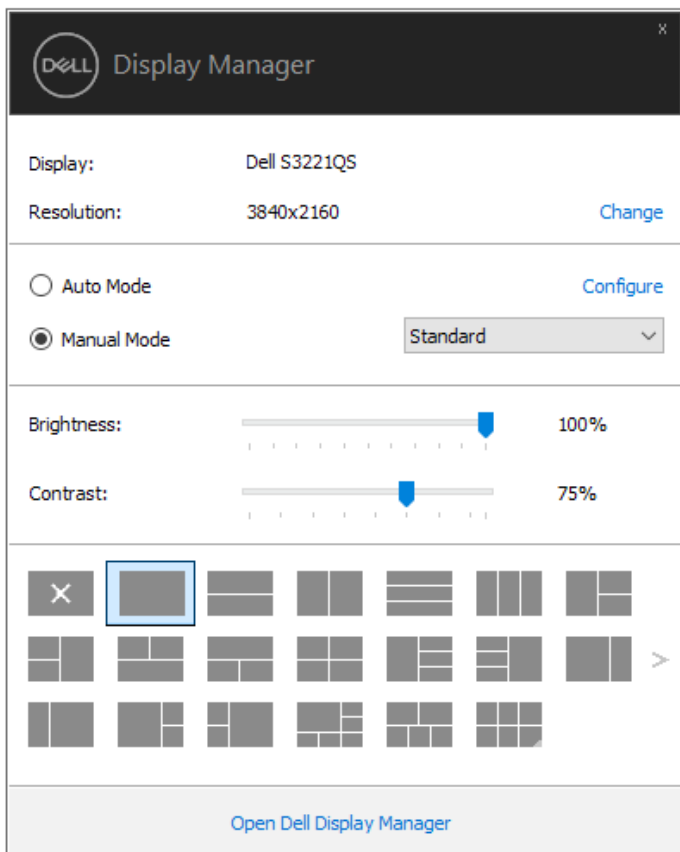 x
DELL Display Manager
Display: Dell S3221QS
Resolution: 3840x2160 Change
Auto Mode Configure
Manual Mode Standard
Brightness: 100%
Contrast: 75%
Open Dell Display Manager